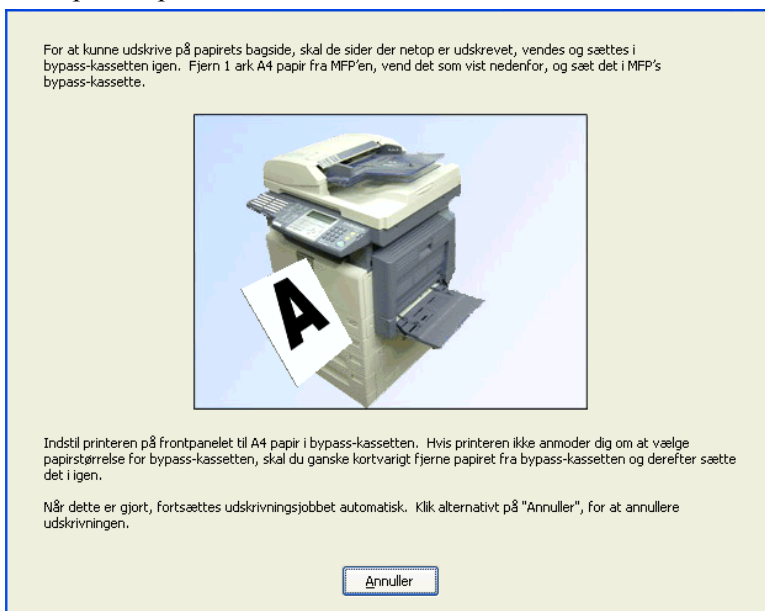 For at kunne udskrive på papirets bagside, skal de sider der netop er udskrevet, vendes og sættes i
bypass-kassetten igen. Fjern 1 ark A4 papir fra MFP'en, vend det som vist nedenfor, og sæt det i MFP's
bypass-kassette.
A
Indstil printeren på frontpanelet til A4 papir i bypass-kassetten. Hvis printeren ikke anmoder dig om at vælge
papirstørrelse for bypass-kassetten, skal du ganske kortvarigt fjerne papiret fra bypass-kassetten og derefter sætte
det i igen.
Når dette er gjort, fortsættes udskrivningsjobbet automatisk. Klik alternativt på "Annuller", for at annullere
udskrivningen.
Annuller